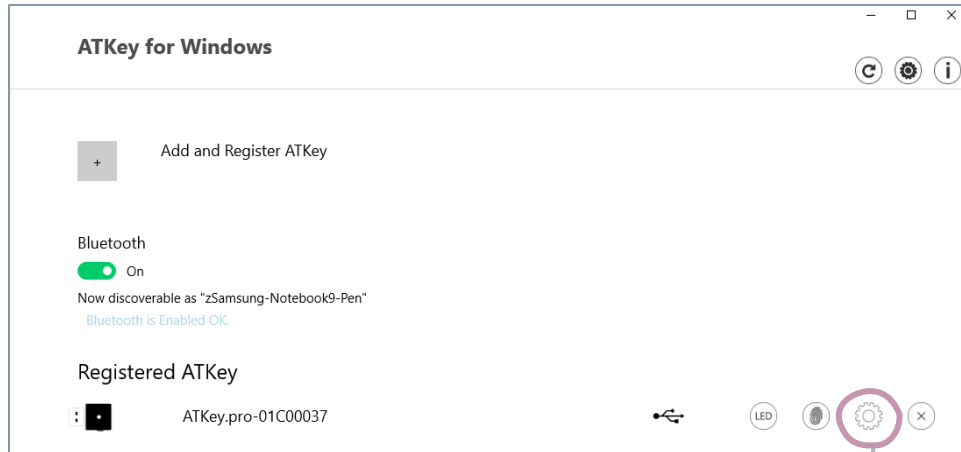 ATKey for Windows
+
Add and Register ATKey
Bluetooth
On
Now discoverable as "zSamsung-Notebook9-Pen"
Bluetooth is Enabled OK.
Registered ATKey
ATKey.pro-01C00037
LED